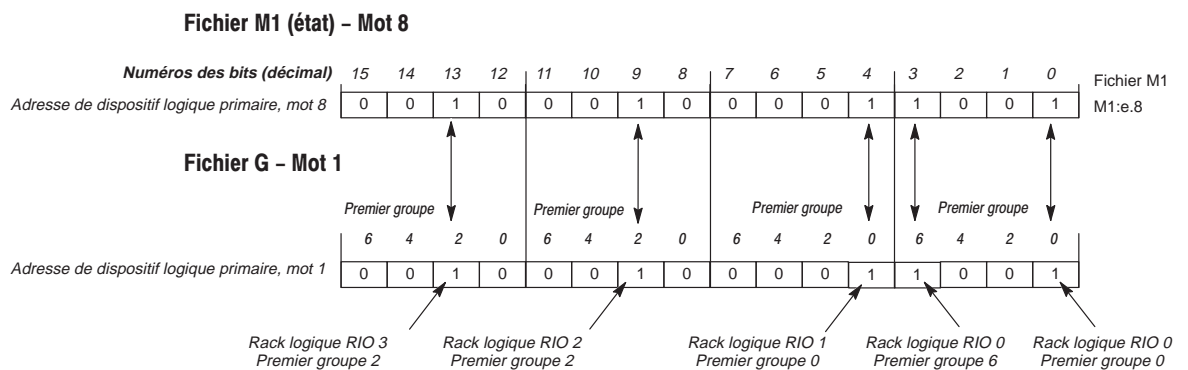 Fichier M1 (état) – Mot 8
Numéros des bits (décimal) 15 14 13 12 11 10 9 8 7 6 5 4 3 2 1 0 Fichier M1
Adresse de dispositif logique primaire, mot 8 0 0 1 0 0 0 1 0 0 0 0 1 1 0 0 1 M1:e.8
Fichier G – Mot 1
Premier groupe Premier groupe Premier groupe Premier groupe
6 4 2 0 6 4 2 0 6 4 2 0 6 4 2 0
Adresse de dispositif logique primaire, mot 1 0 0 1 0 0 0 1 0 0 0 0 1 1 0 0 1
Rack logique RIO 3 Rack logique RIO 2 Rack logique RIO 1 Rack logique RIO 0 Rack logique RIO 0
Premier groupe 2 Premier groupe 2 Premier groupe 0 Premier groupe 6 Premier groupe 0